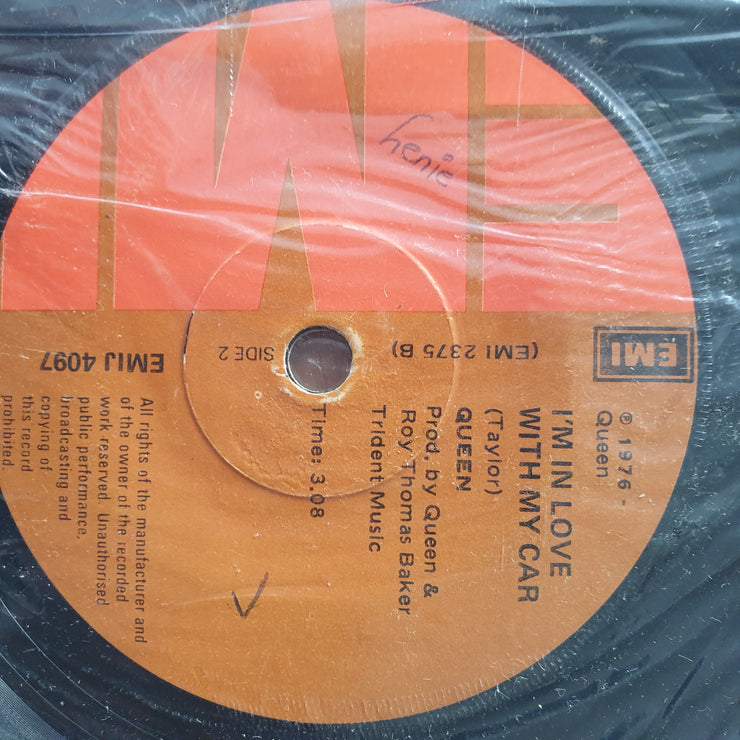 henie
EMI
℗ 1976 -
Queen
I'M IN LOVE
WITH MY CAR
(Taylor)
QUEEN
Prod. by Queen &
Roy Thomas Baker
Trident Music
Time: 3.08
(EMI 2375 B)
SIDE 2
EMIJ 4097
All rights of the manufacturer and
of the owner of the recorded
work reserved. Unauthorised
public performance,
broadcasting and
copying of
this record
prohibited.